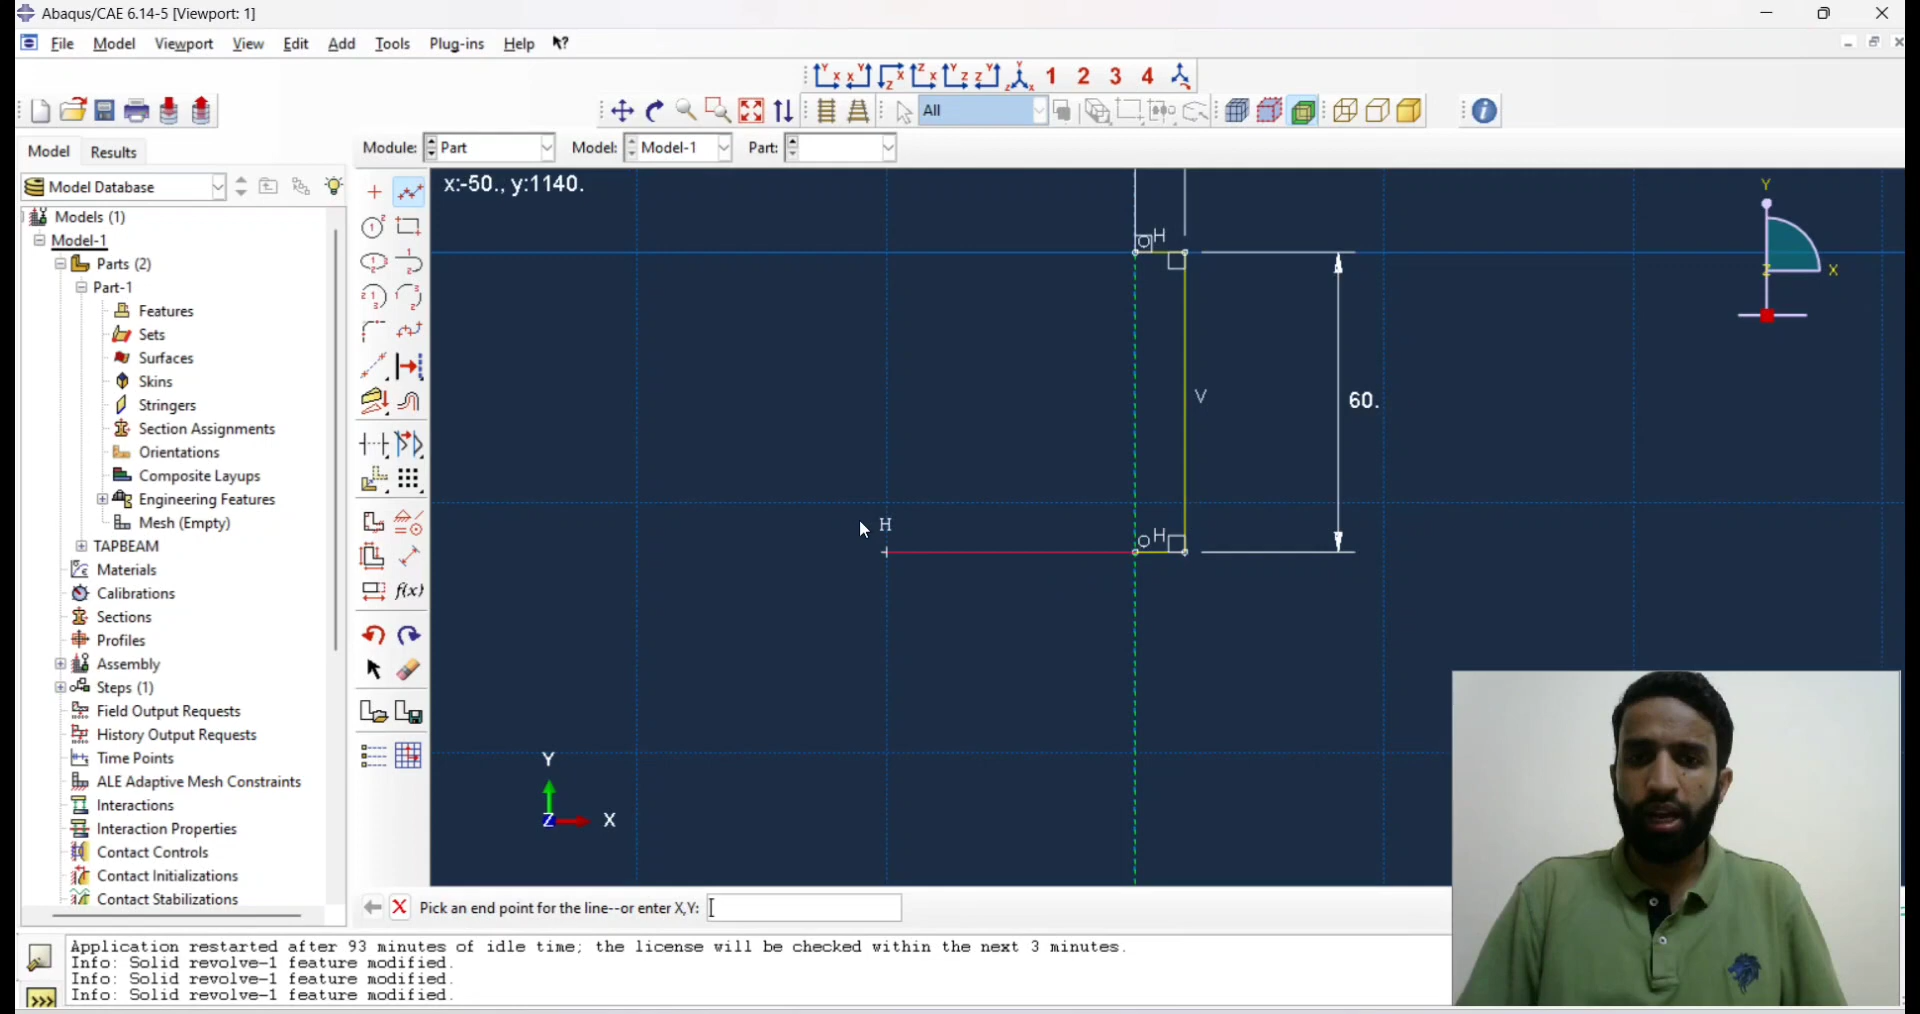 Abaqus/CAE 6.14-5 [Viewport: 1]
File Model Viewport View Edit Add Tools Plug-ins Help
1 2 3 4
All
Model Results
Module: Part Model: Model-1 Part:
Model Database
x:-50., y:1140.
Models (1)
Model-1
Parts (2)
Part-1
Features
Sets
Surfaces
Skins
Stringers
Section Assignments
Orientations
Composite Layups
Engineering Features
Mesh (Empty)
TAPBEAM
Materials
Calibrations
Sections
Profiles
Assembly
Steps (1)
Field Output Requests
History Output Requests
Time Points
ALE Adaptive Mesh Constraints
Interactions
Interaction Properties
Contact Controls
Contact Initializations
Contact Stabilizations
f(x)
H
V
60.
H
H
Y
Z X
Y
Z X
Pick an end point for the line--or enter X,Y:
Application restarted after 93 minutes of idle time; the license will be checked within the next 3 minutes.
Info: Solid revolve-1 feature modified.
Info: Solid revolve-1 feature modified.
Info: Solid revolve-1 feature modified.
>>>